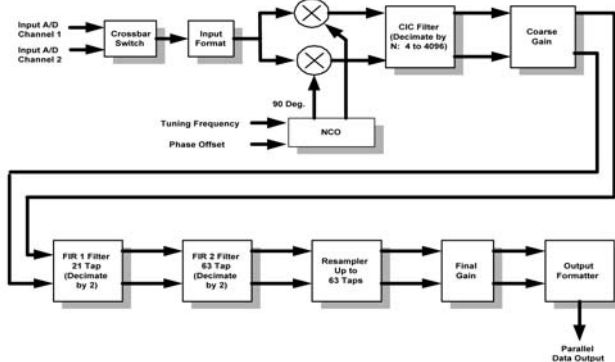 Input A/D
Channel 1
Input A/D
Channel 2
Crossbar
Switch
Input
Format
90 Deg.
Tuning Frequency
Phase Offset
NCO
CIC Filter
(Decimate by
N: 4 to 4096)
Coarse
Gain
FIR 1 Filter
21 Tap
(Decimate
by 2)
FIR 2 Filter
63 Tap
(Decimate
by 2)
Resampler
Up to
63 Taps
Final
Gain
Output
Formatter
Parallel
Data Output